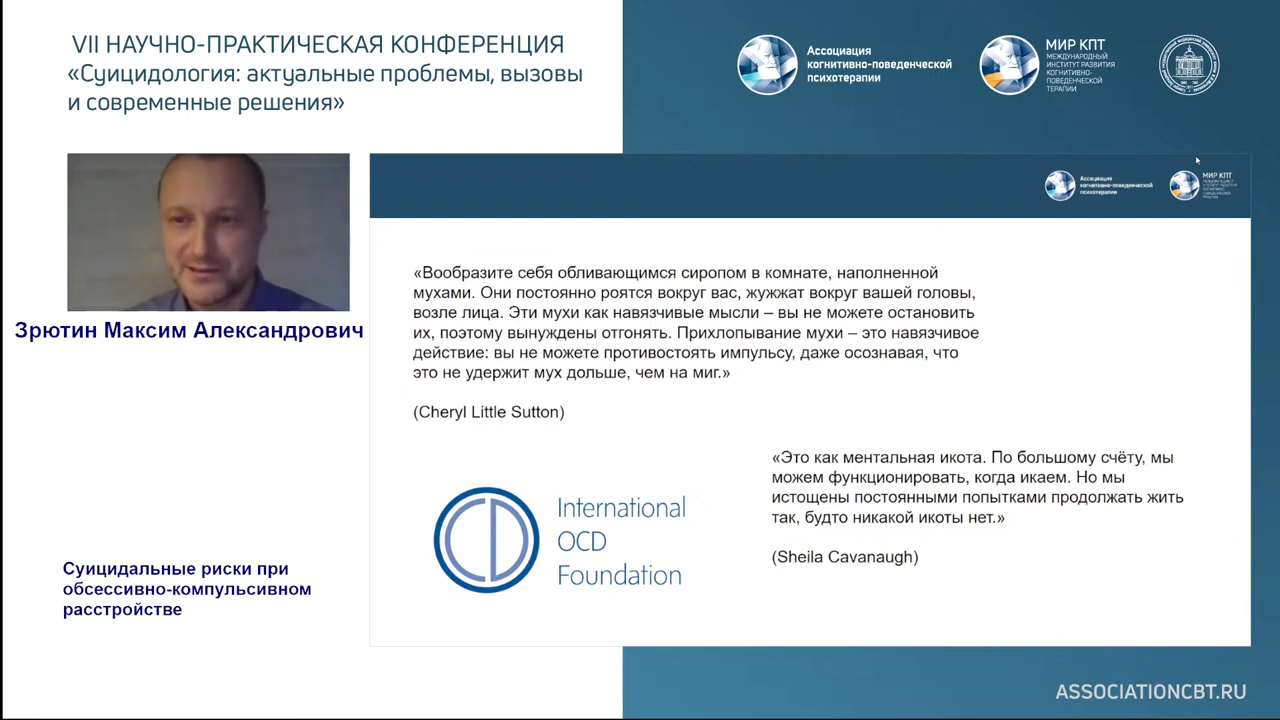 VII НАУЧНО-ПРАКТИЧЕСКАЯ КОНФЕРЕНЦИЯ
«Суицидология: актуальные проблемы, вызовы
и современные решения»
Ассоциация
когнитивно-поведенческой
психотерапии
МИР КПТ
МЕЖДУНАРОДНЫЙ
ИНСТИТУТ РАЗВИТИЯ
КОГНИТИВНО-
ПОВЕДЕНЧЕСКОЙ
ТЕРАПИИ
Зрютин Максим Александрович
Суицидальные риски при
обсессивно-компульсивном
расстройстве
Ассоциация
когнитивно-поведенческой
психотерапии
МИР КПТ
«Вообразите себя обливающимся сиропом в комнате, наполненной
мухами. Они постоянно роятся вокруг вас, жужжат вокруг вашей головы,
возле лица. Эти мухи как навязчивые мысли – вы не можете остановить
их, поэтому вынуждены отгонять. Прихлопывание мухи – это навязчивое
действие: вы не можете противостоять импульсу, даже осознавая, что
это не удержит мух дольше, чем на миг.»
(Cheryl Little Sutton)
«Это как ментальная икота. По большому счёту, мы
можем функционировать, когда икаем. Но мы
истощены постоянными попытками продолжать жить
так, будто никакой икоты нет.»
(Sheila Cavanaugh)
International
OCD
Foundation
ASSOCIATIONCBT.RU